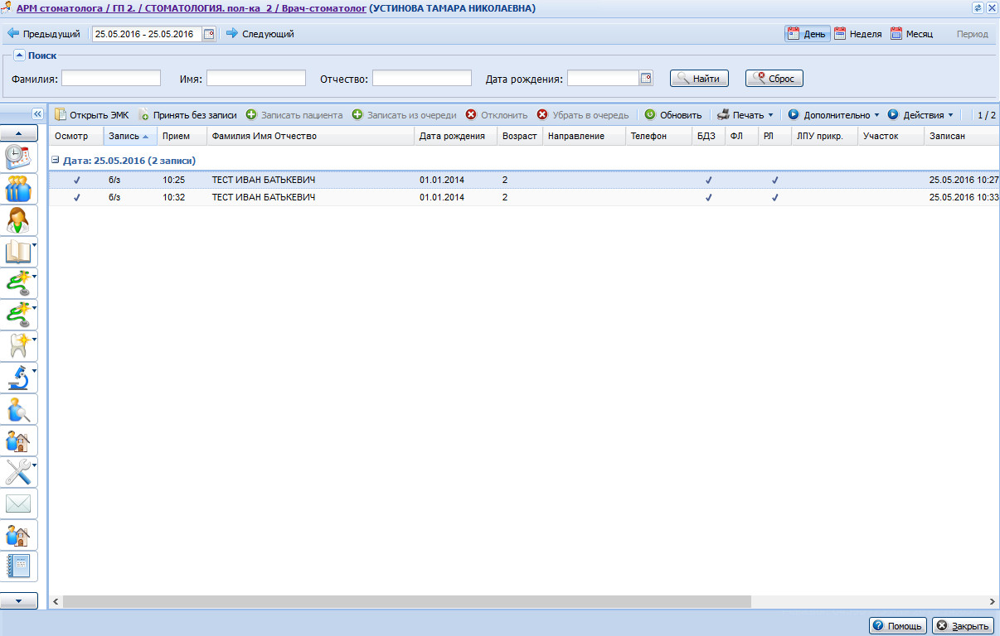 АРМ стоматолога / ГП 2. / СТОМАТОЛОГИЯ. пол-ка 2 / Врач-стоматолог (УСТИНОВА ТАМАРА НИКОЛАЕВНА)
Предыдущий 25.05.2016 - 25.05.2016 Следующий День Неделя Месяц Период
Поиск
Фамилия: Имя: Отчество: Дата рождения: Найти Сброс
Открыть ЭМК Принять без записи Записать пациента Записать из очереди Отклонить Убрать в очередь Обновить Печать Дополнительно Действия 1 / 2
Осмотр Запись Прием Фамилия Имя Отчество Дата рождения Возраст Направление Телефон БДЗ ФЛ РЛ ЛПУ прикр. Участок Записан
Дата: 25.05.2016 (2 записи)
б/з 10:25 ТЕСТ ИВАН БАТЬКЕВИЧ 01.01.2014 2 25.05.2016 10:27
б/з 10:32 ТЕСТ ИВАН БАТЬКЕВИЧ 01.01.2014 2 25.05.2016 10:33
Помощь Закрыть